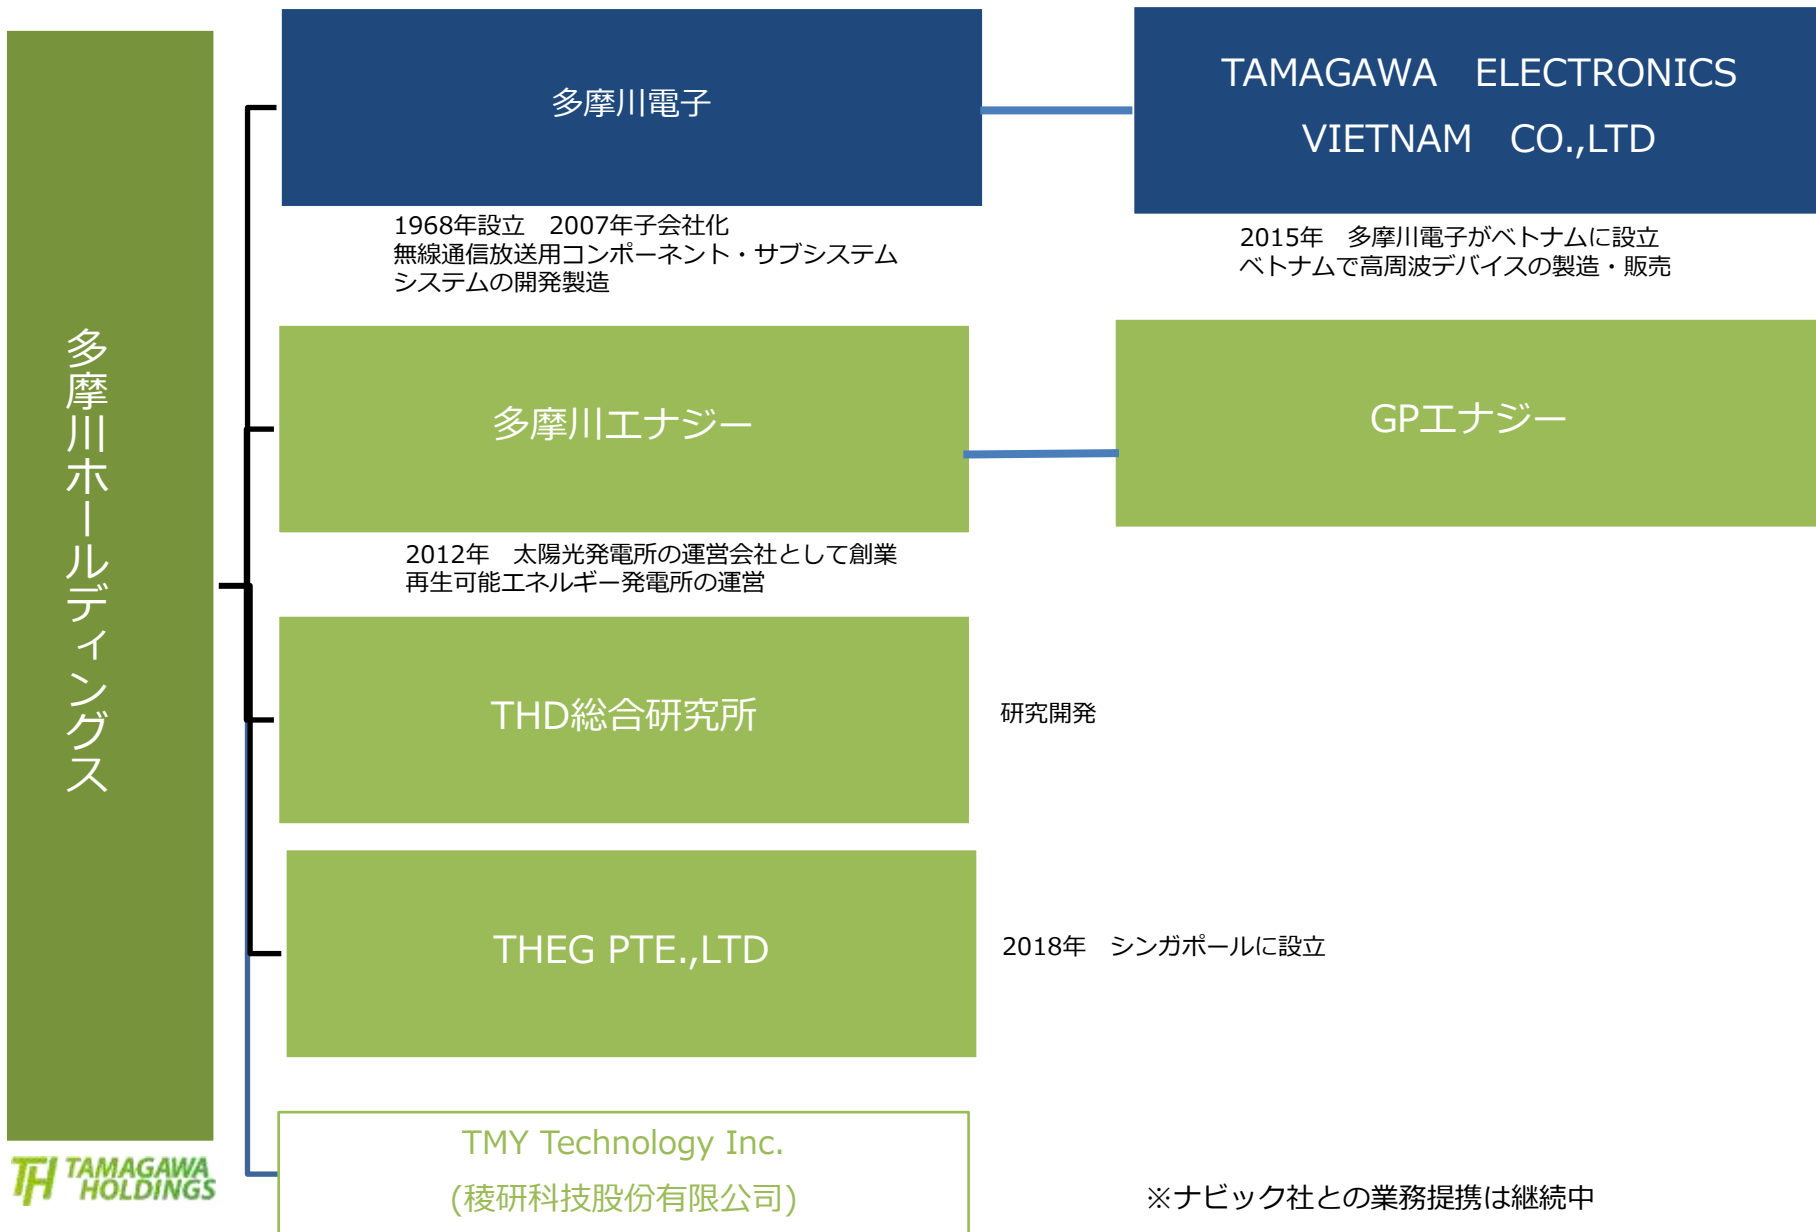 多摩川ホールディングス
多摩川電子
TAMAGAWA　ELECTRONICS
VIETNAM　CO.,LTD
1968年設立　2007年子会社化
無線通信放送用コンポーネント・サブシステム
システムの開発製造
2015年　多摩川電子がベトナムに設立
ベトナムで高周波デバイスの製造・販売
多摩川エナジー
GPエナジー
2012年　太陽光発電所の運営会社として創業
再生可能エネルギー発電所の運営
THD総合研究所
研究開発
THEG PTE.,LTD
2018年　シンガポールに設立
TMY Technology Inc.
(稜研科技股份有限公司)
※ナビック社との業務提携は継続中
TH TAMAGAWA
HOLDINGS